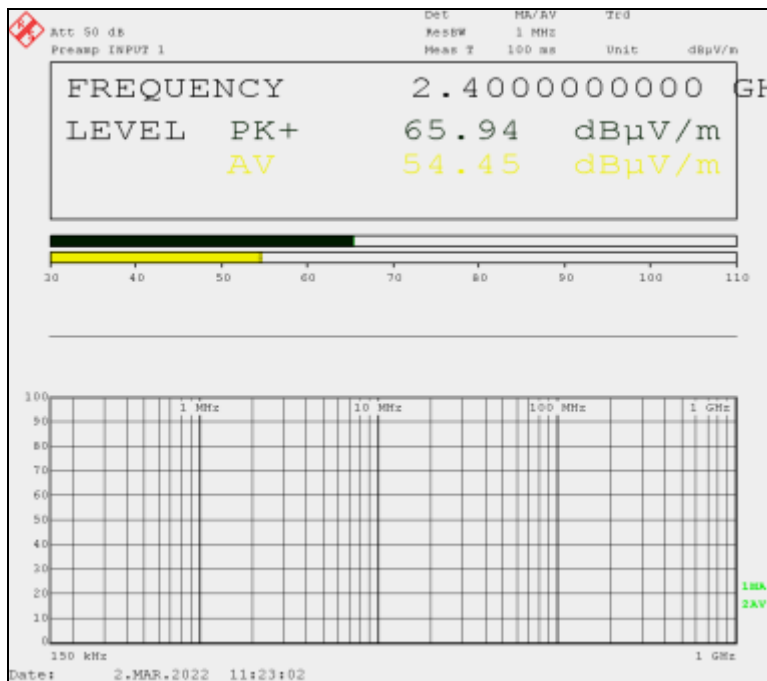 Det MA/AV Trd
Att 50 dB ResBW 1 MHz
Preamp INPUT 1 Meas T 100 ms Unit dBµV/m
FREQUENCY 2.4000000000 GH
LEVEL PK+ 65.94 dBµV/m
AV 54.45 dBµV/m
30 40 50 60 70 80 90 100 110
100 1 MHz 10 MHz 100 MHz 1 GHz
90
80
70
60
50
40
30
20
1MA
2AV
10
0
150 kHz 1 GHz
Date: 2.MAR.2022 11:23:02